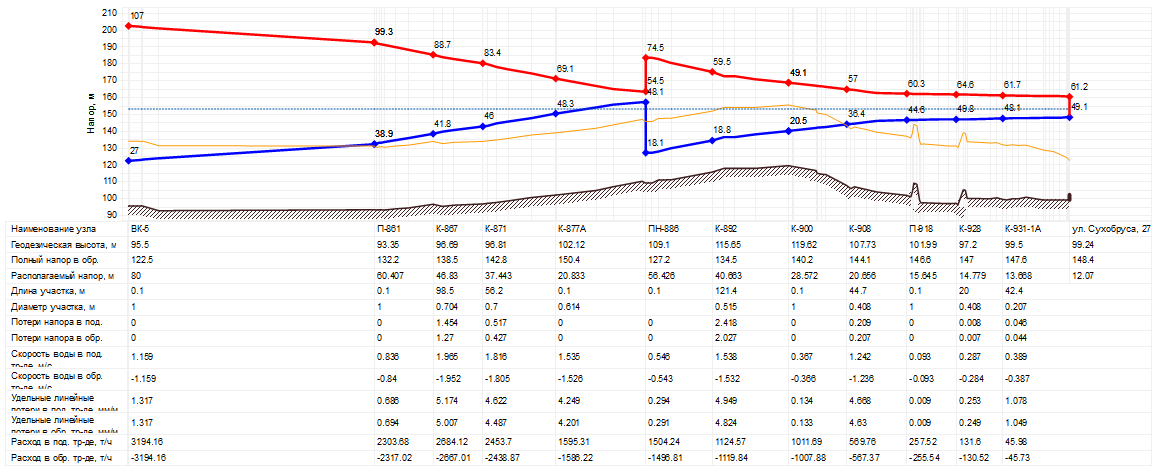 210
200
190
180
170
160
150
140
130
120
110
100
90
Напор, м
107
99.3
88.7
83.4
69.1
74.5
54.5
48.1
59.5
49.1
57
60.3
64.6
61.7
61.2
27
38.9
41.8
46
48.3
18.1
18.8
20.5
36.4
44.6
49.8
48.1
49.1
Наименование узла ВК-5 П-861 К-867 К-871 К-877А ПН-886 К-892 К-900 К-908 П-918 К-928 К-931-1А ул. Сухобруса, 27
Геодезическая высота, м 95.5 93.35 96.69 96.81 102.12 109.1 115.65 119.62 107.73 101.99 97.2 99.5 99.24
Полный напор в обр. 122.5 132.2 138.5 142.8 150.4 127.2 134.5 140.2 144.1 146.6 147 147.6 148.4
Располагаемый напор, м 80 60.407 46.83 37.443 20.833 56.426 40.663 28.572 20.656 15.645 14.779 13.668 12.07
Длина участка, м 0.1 0.1 98.5 56.2 0.1 0.1 121.4 0.1 44.7 0.1 20 42.4
Диаметр участка, м 1 1 0.704 0.7 0.614 0.515 1 0.408 1 0.408 0.207
Потери напора в под. 0 0 1.454 0.517 0 0 2.418 0 0.209 0 0.008 0.046
Потери напора в обр. 0 0 1.27 0.427 0 0 2.027 0 0.207 0 0.007 0.044
Скорость воды в под.
тр-де, м/с 1.159 0.836 1.965 1.816 1.535 0.546 1.538 0.367 1.242 0.093 0.287 0.389
Скорость воды в обр.
тр-де, м/с -1.159 -0.84 -1.952 -1.805 -1.526 -0.543 -1.532 -0.366 -1.236 -0.093 -0.284 -0.387
Удельные линейные
потери в под. тр-де, мм/м 1.317 0.686 5.174 4.622 4.249 0.294 4.949 0.134 4.668 0.009 0.253 1.078
Удельные линейные
потери в обр. тр-де, мм/м 1.317 0.694 5.007 4.487 4.201 0.291 4.824 0.133 4.63 0.009 0.249 1.049
Расход в под. тр-де, т/ч 3194.16 2303.68 2684.12 2453.7 1595.31 1504.24 1124.57 1011.69 569.76 257.52 131.6 45.98
Расход в обр. тр-де, т/ч -3194.16 -2317.02 -2667.01 -2438.87 -1586.22 -1496.81 -1119.84 -1007.88 -567.37 -255.54 -130.52 -45.73